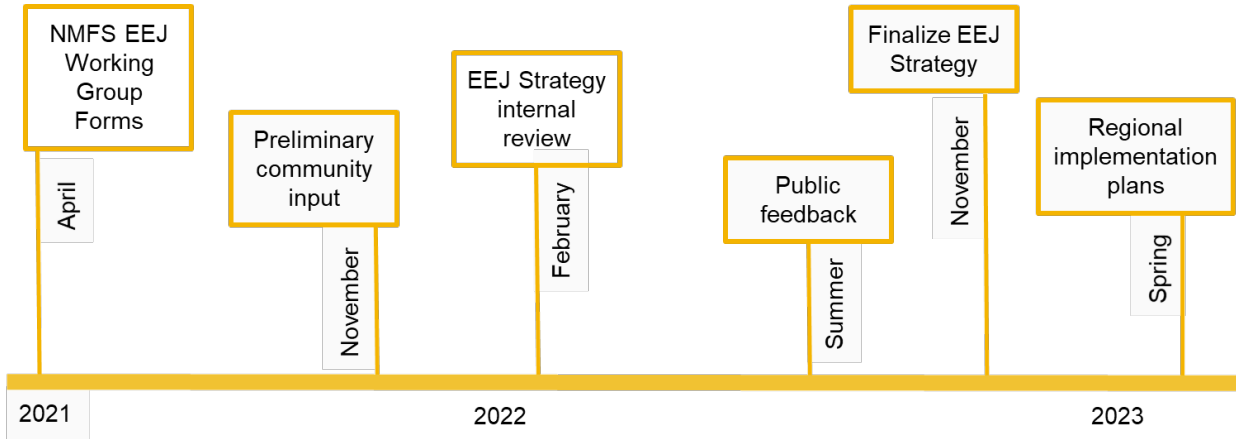 NMFS EEJ
Working
Group
Forms
April
Preliminary
community
input
November
EEJ Strategy
internal
review
February
Public
feedback
Summer
Finalize EEJ
Strategy
November
Regional
implementation
plans
Spring
2021
2022
2023